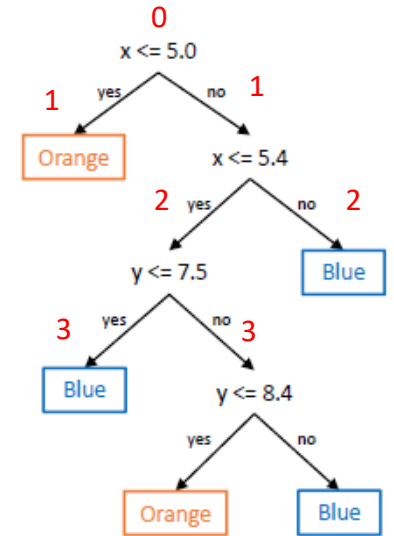 0
x <= 5.0
1 yes no 1
Orange x <= 5.4
2 yes no 2
y <= 7.5 Blue
3 yes no 3
Blue y <= 8.4
yes no
Orange Blue